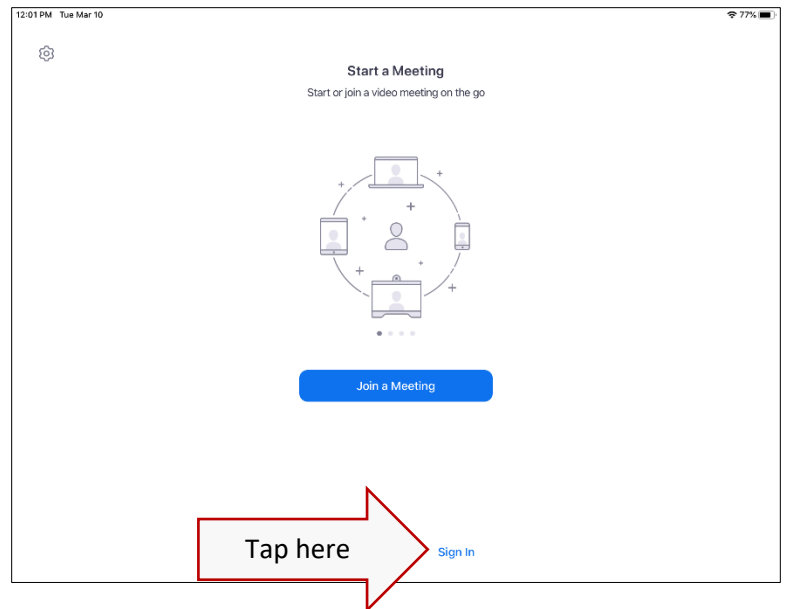 12:01 PM Tue Mar 10 77%
Start a Meeting
Start or join a video meeting on the go
Join a Meeting
Tap here
Sign In